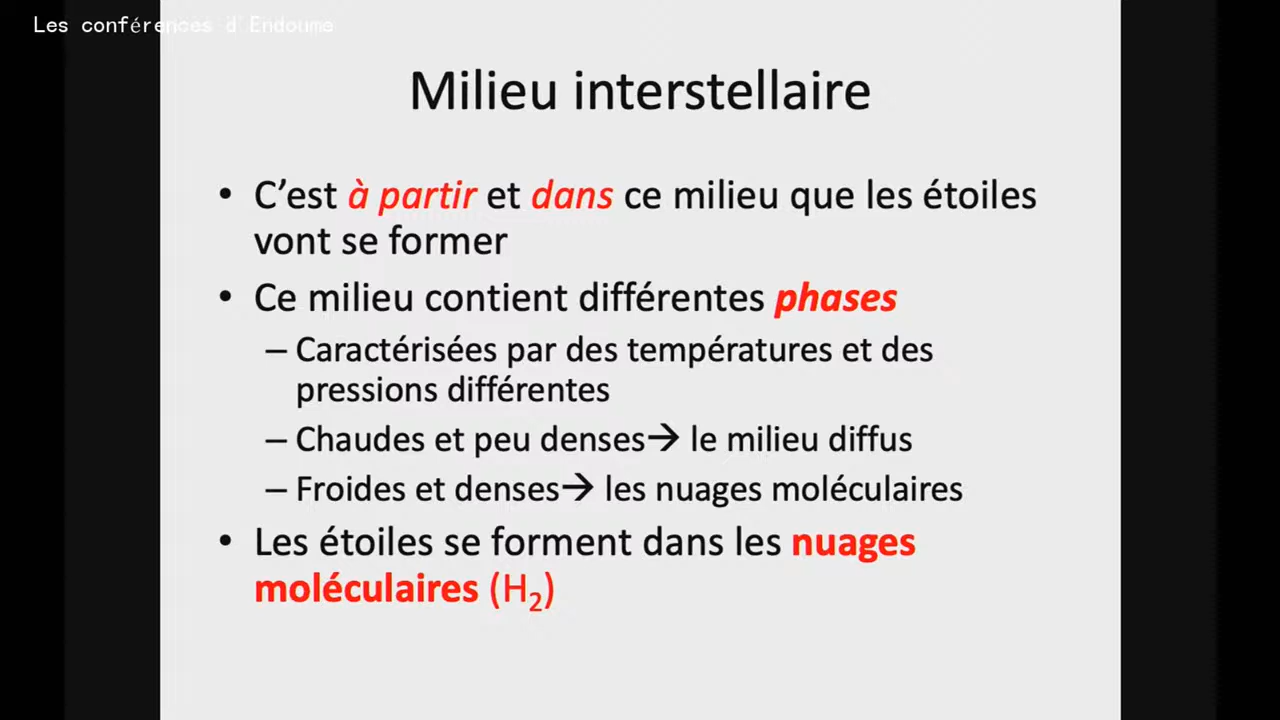 Les conférences d'Endoume
Milieu interstellaire
• C’est à partir et dans ce milieu que les étoiles
vont se former
• Ce milieu contient différentes phases
– Caractérisées par des températures et des
pressions différentes
– Chaudes et peu denses→ le milieu diffus
– Froides et denses→ les nuages moléculaires
• Les étoiles se forment dans les nuages
moléculaires (H₂)